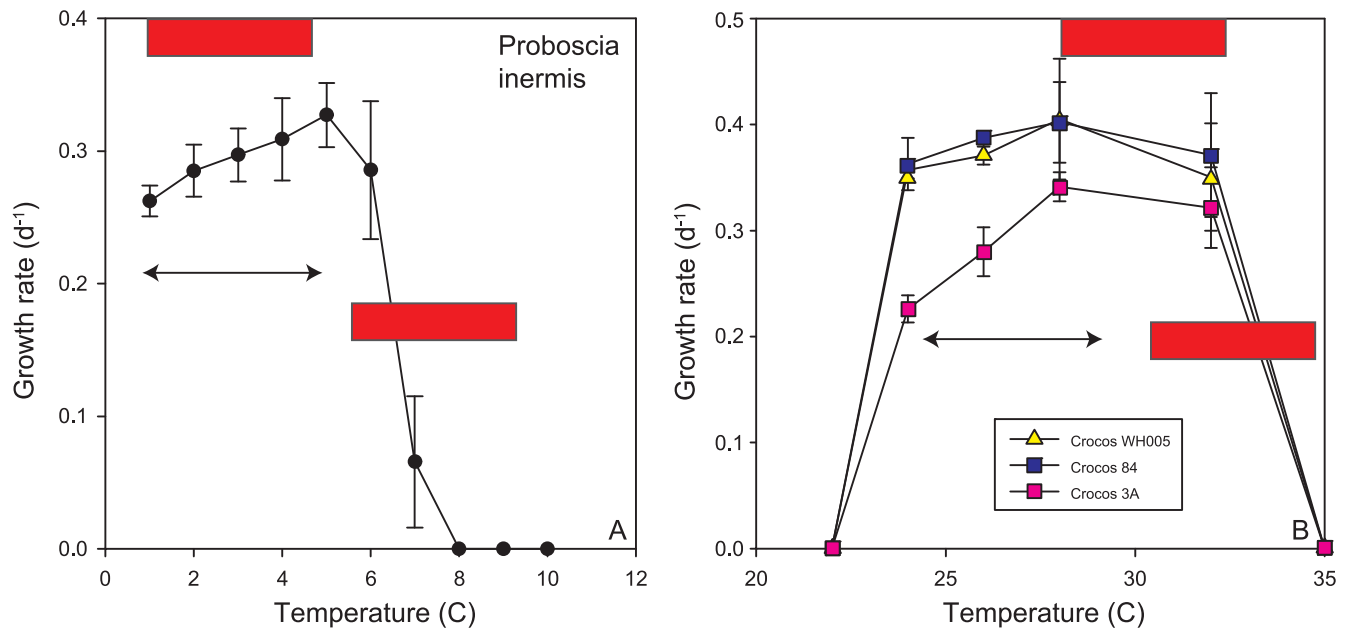 0.4
0.3
0.2
0.1
0.0
0 2 4 6 8 10 12
Growth rate (d-1)
Temperature (C)
Proboscia
inermis
A
0.5
0.4
0.3
0.2
0.1
0.0
20 25 30 35
Growth rate (d-1)
Temperature (C)
Crocos WH005
Crocos 84
Crocos 3A
B